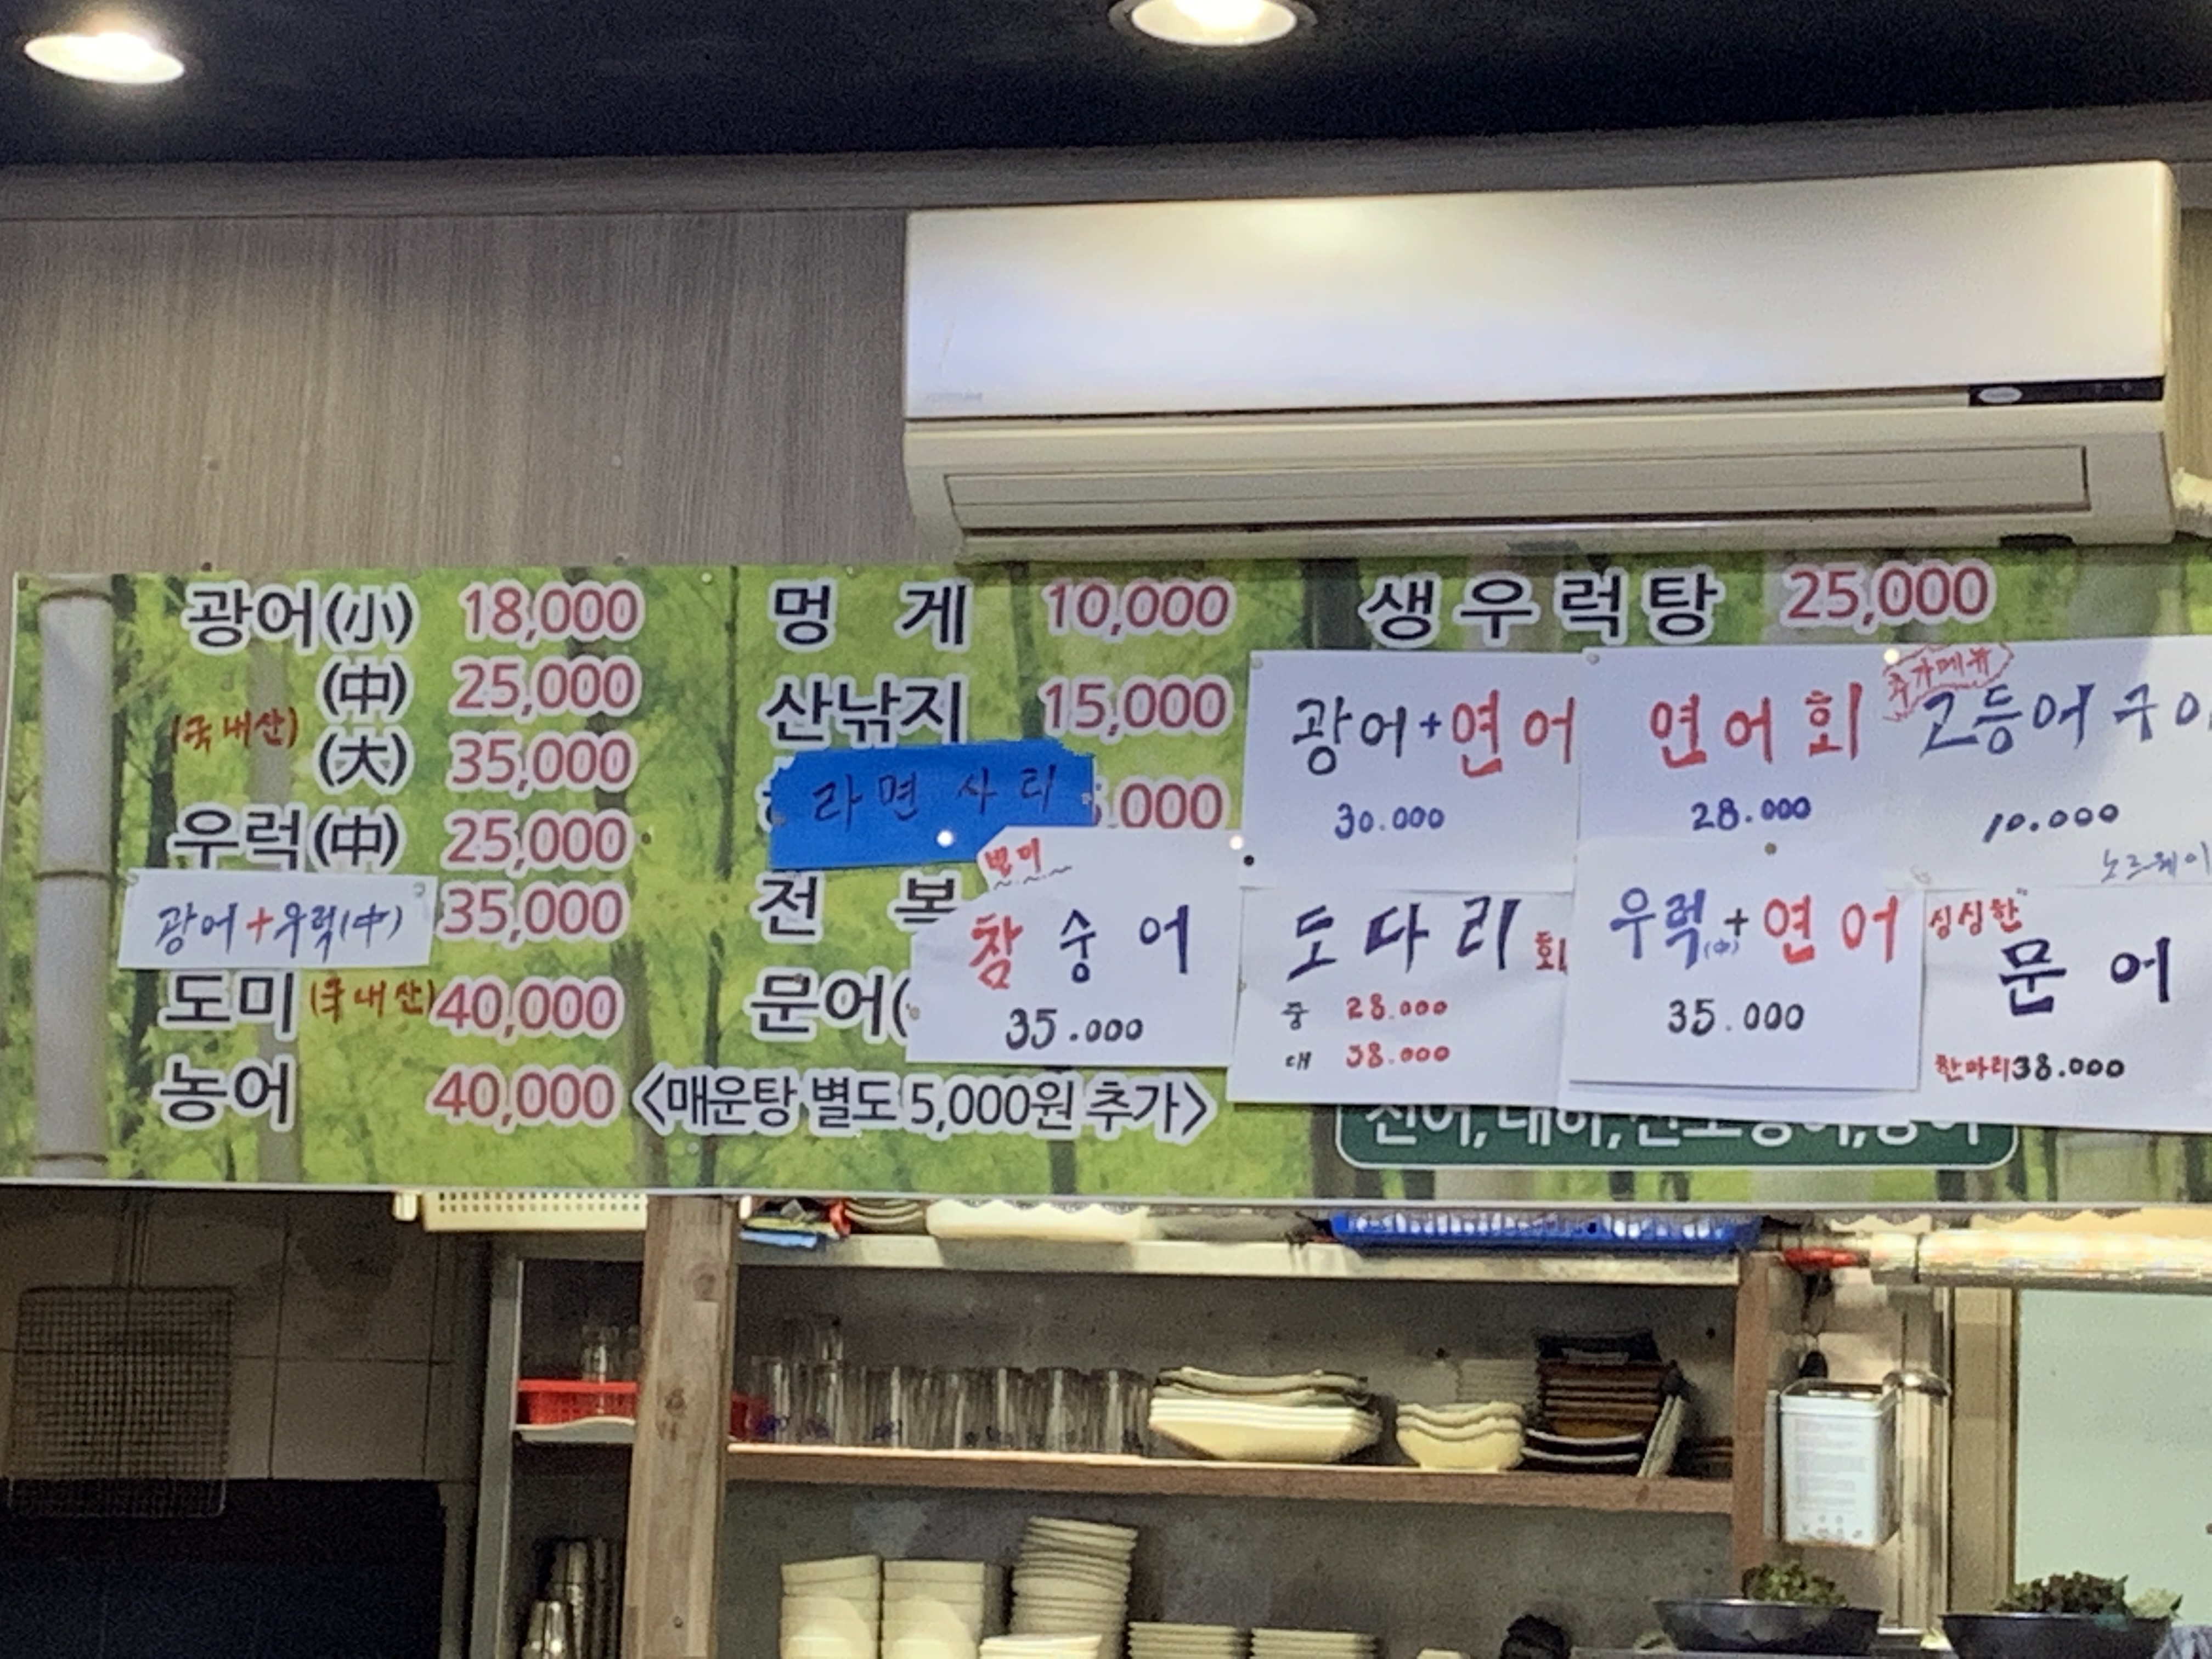 광어(小) 18,000
(中) 25,000
(국내산)
(大) 35,000
우럭(中) 25,000
광어+우럭(中) 35,000
도미 (국내산) 40,000
농어 40,000
멍게 10,000
산낚지 15,000
라면 사리 ,000
전복
문어(
<매운탕 별도 5,000원 추가>
별미
참숭어
35.000
생우럭탕 25,000
광어+연어
30.000
연어회
28.000
추가메뉴
고등어구이
10.000
노르웨이
도다리회
중 28.000
대 38.000
우럭(中)+연어
35.000
싱싱한
문어
한마리 38.000